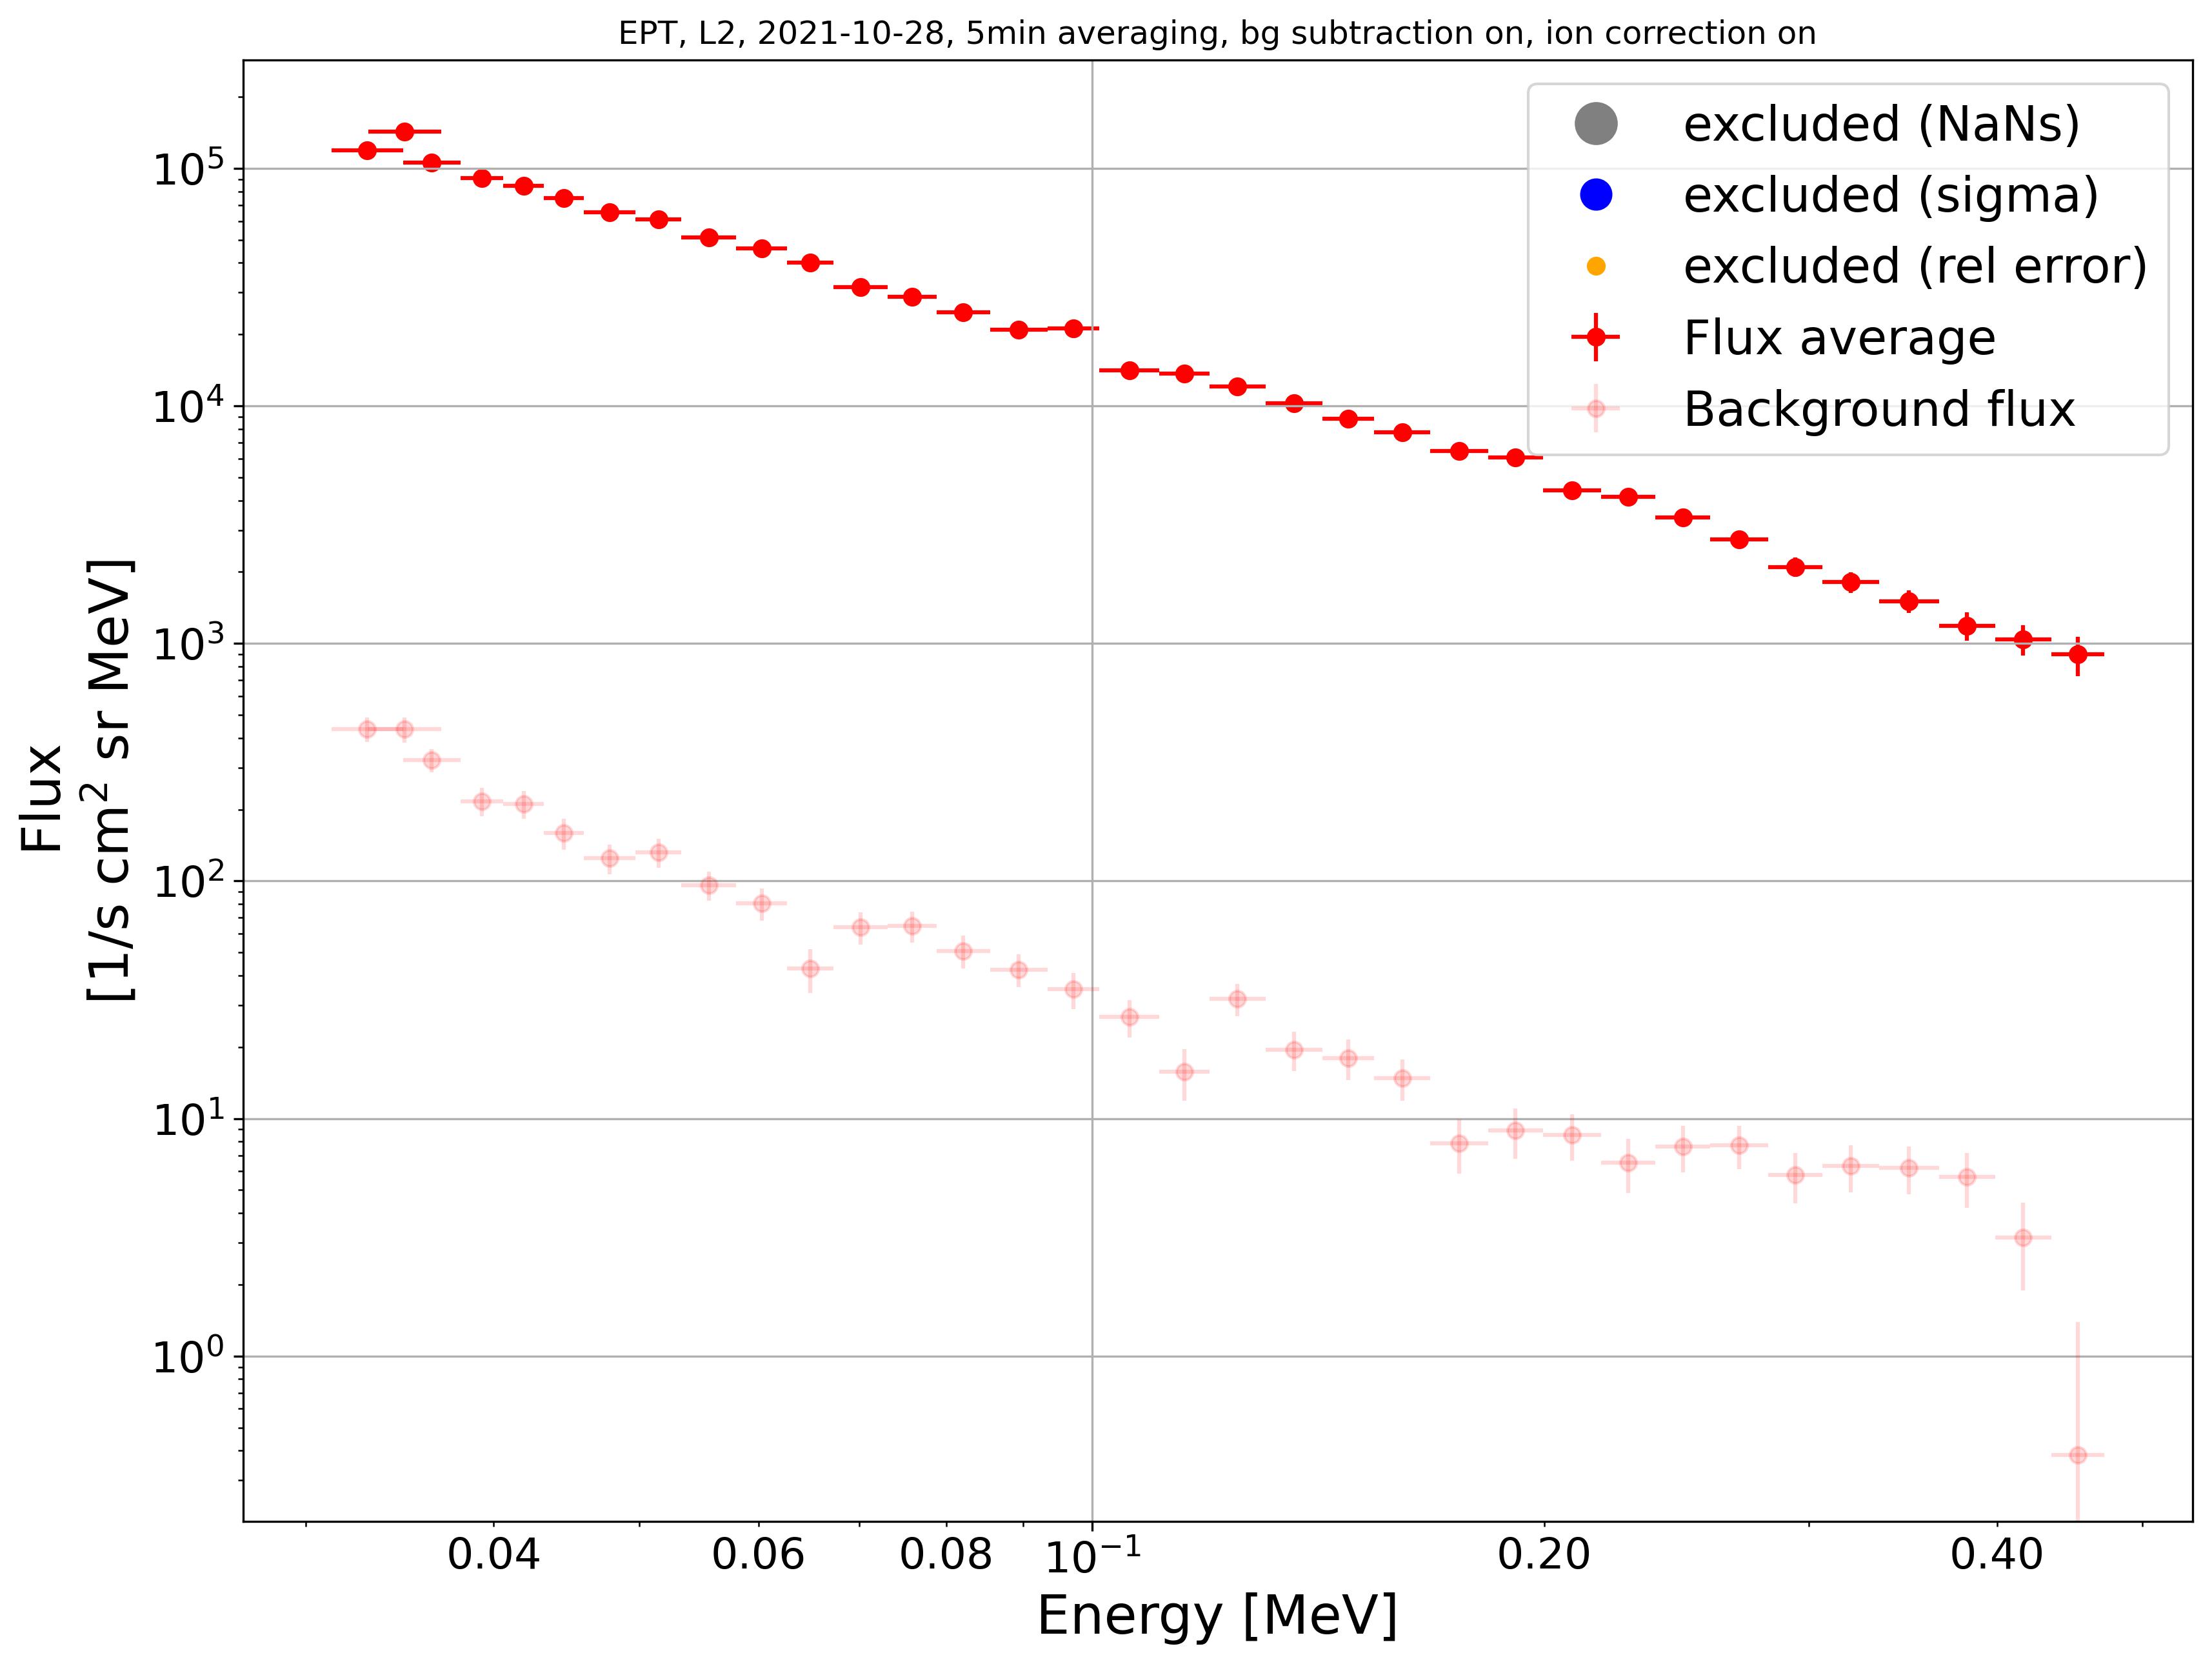 EPT, L2, 2021-10-28, 5min averaging, bg subtraction on, ion correction on
excluded (NaNs)
excluded (sigma)
excluded (rel error)
Flux average
Background flux
10⁵
10⁴
10³
10²
10¹
10⁰
Flux
[1/s cm² sr MeV]
0.04 0.06 0.08 10⁻¹ 0.20 0.40
Energy [MeV]